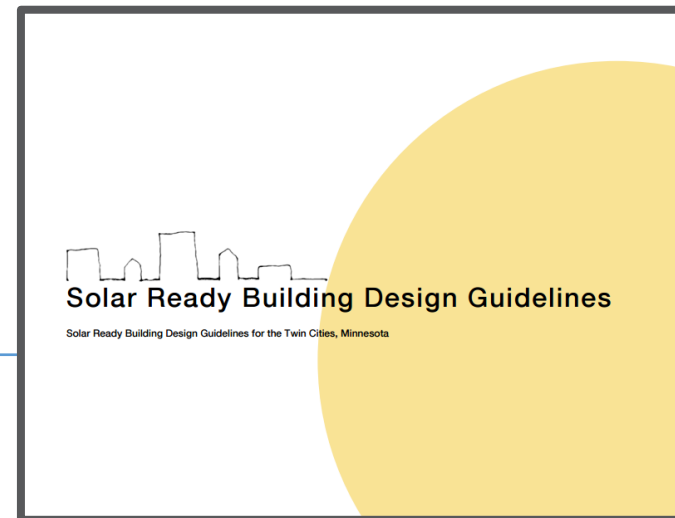 Solar Ready Building Design Guidelines
Solar Ready Building Design Guidelines for the Twin Cities, Minnesota